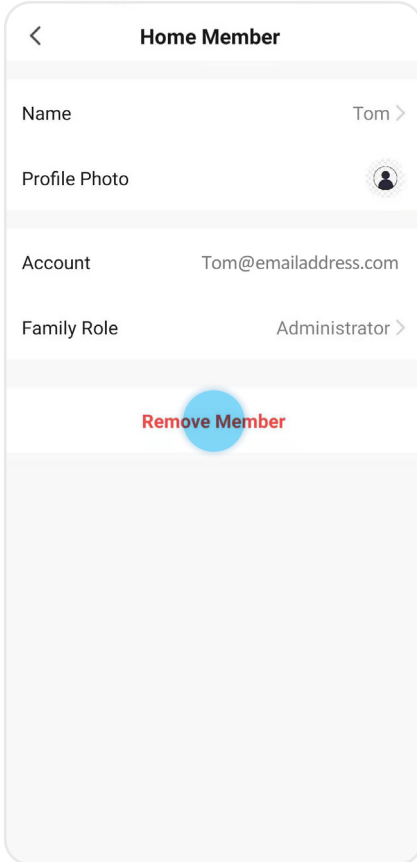 Home Member
Name Tom
Profile Photo
Account Tom@emailaddress.com
Family Role Administrator
Remove Member